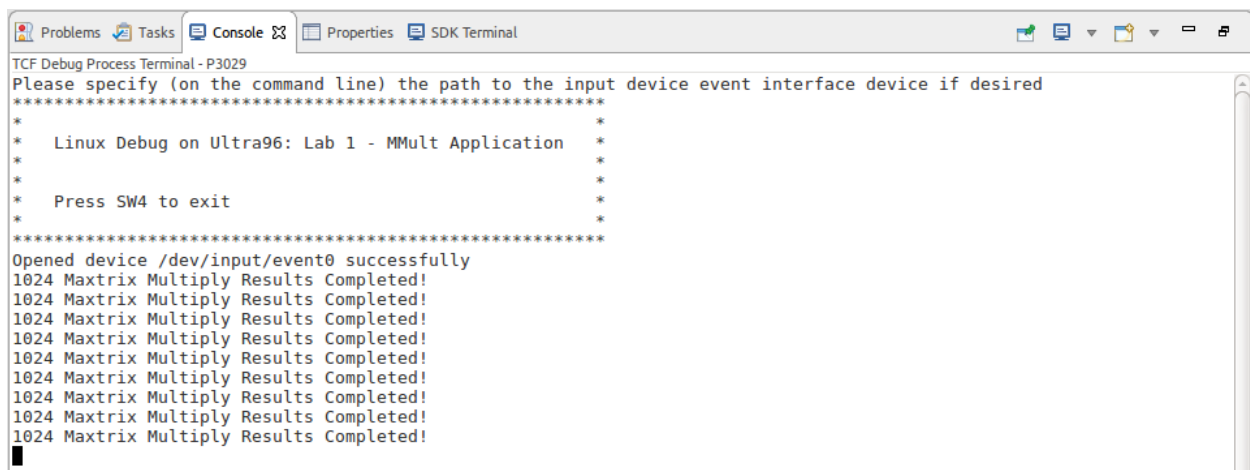 Problems Tasks Console Properties SDK Terminal
TCF Debug Process Terminal - P3029
Please specify (on the command line) the path to the input device event interface device if desired
*********************************************************
*                                                       *
*   Linux Debug on Ultra96: Lab 1 - MMult Application   *
*                                                       *
*                                                       *
*   Press SW4 to exit                                   *
*                                                       *
*********************************************************
Opened device /dev/input/event0 successfully
1024 Maxtrix Multiply Results Completed!
1024 Maxtrix Multiply Results Completed!
1024 Maxtrix Multiply Results Completed!
1024 Maxtrix Multiply Results Completed!
1024 Maxtrix Multiply Results Completed!
1024 Maxtrix Multiply Results Completed!
1024 Maxtrix Multiply Results Completed!
1024 Maxtrix Multiply Results Completed!
1024 Maxtrix Multiply Results Completed!